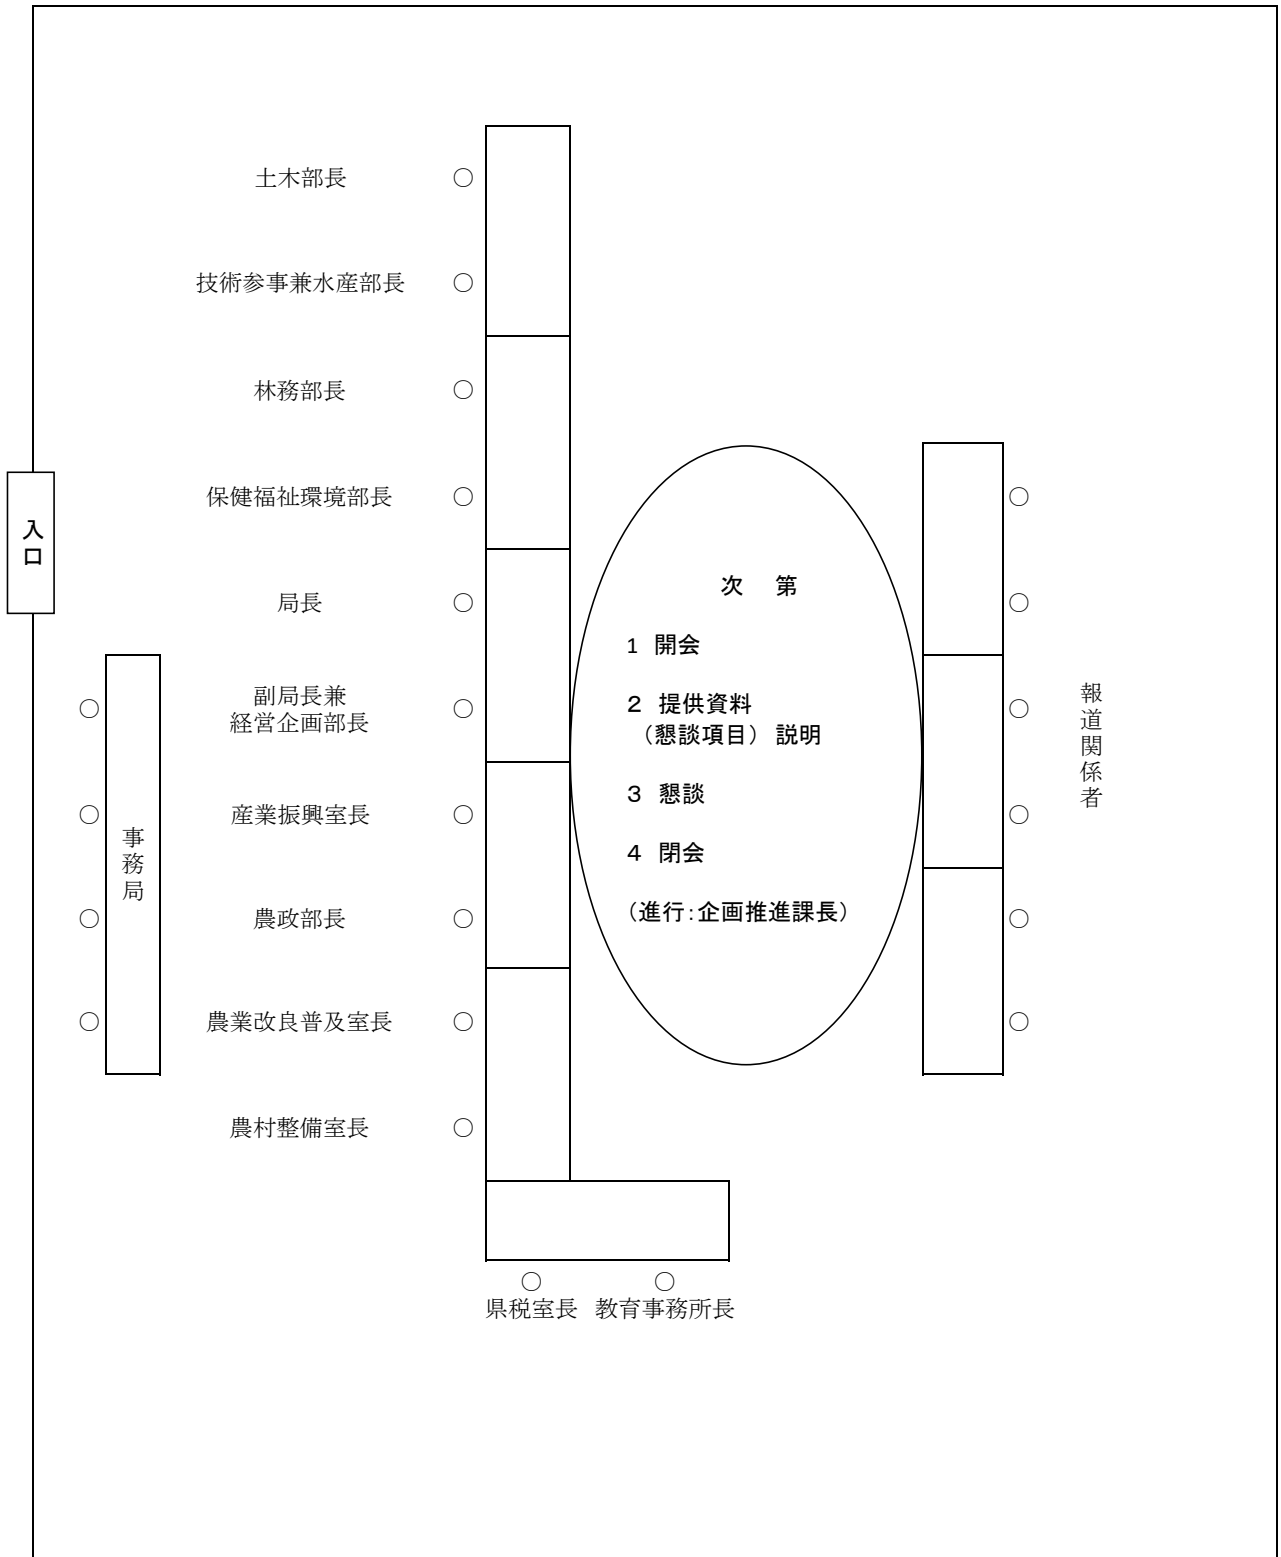 土木部長 ○
技術参事兼水産部長 ○
林務部長 ○
保健福祉環境部長 ○
局長 ○
副局長兼
経営企画部長 ○
産業振興室長 ○
農政部長 ○
農業改良普及室長 ○
農村整備室長 ○
県税室長 教育事務所長
入口
事務局
次 第
1 開会
2 提供資料
（懇談項目） 説明
3 懇談
4 閉会
（進行：企画推進課長）
報道関係者